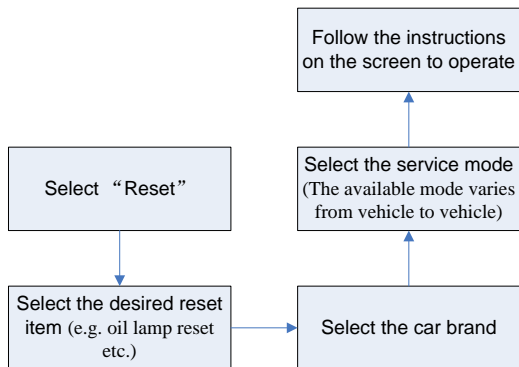 Follow the instructions
on the screen to operate
Select “Reset”
Select the service mode
(The available mode varies
from vehicle to vehicle)
Select the desired reset
item (e.g. oil lamp reset
etc.)
Select the car brand